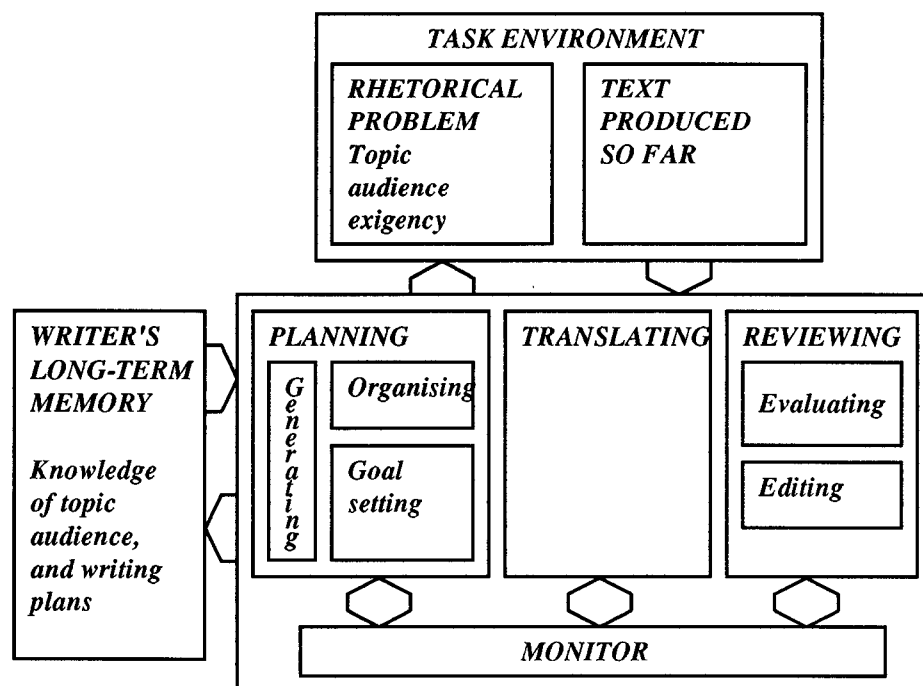 TASK ENVIRONMENT
RHETORICAL
PROBLEM
Topic
audience
exigency
TEXT
PRODUCED
SO FAR
WRITER'S
LONG-TERM
MEMORY
Knowledge
of topic
audience,
and writing
plans
PLANNING
Generating
Organising
Goal
setting
TRANSLATING
REVIEWING
Evaluating
Editing
MONITOR